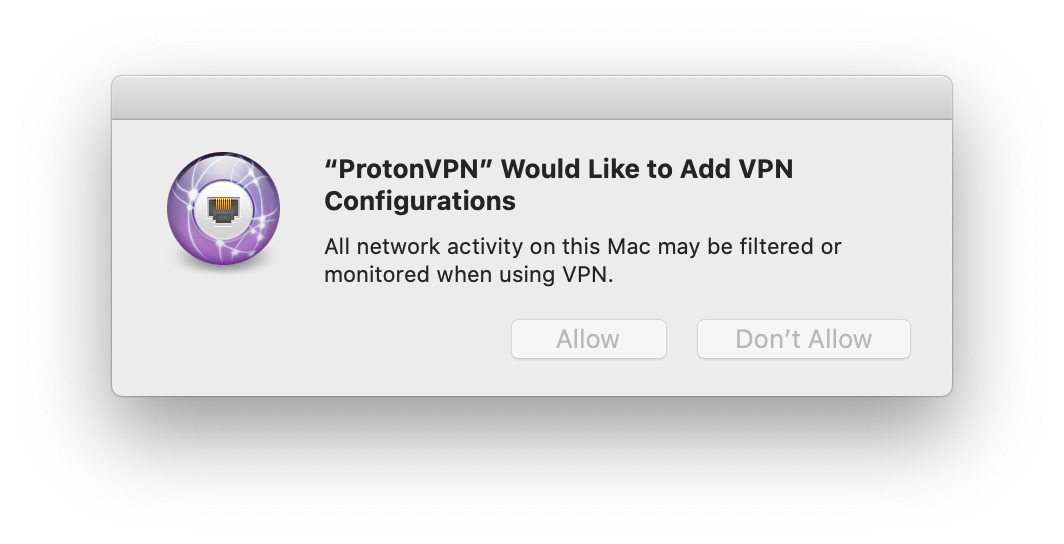 “ProtonVPN” Would Like to Add VPN
Configurations
All network activity on this Mac may be filtered or
monitored when using VPN.
Allow
Don’t Allow